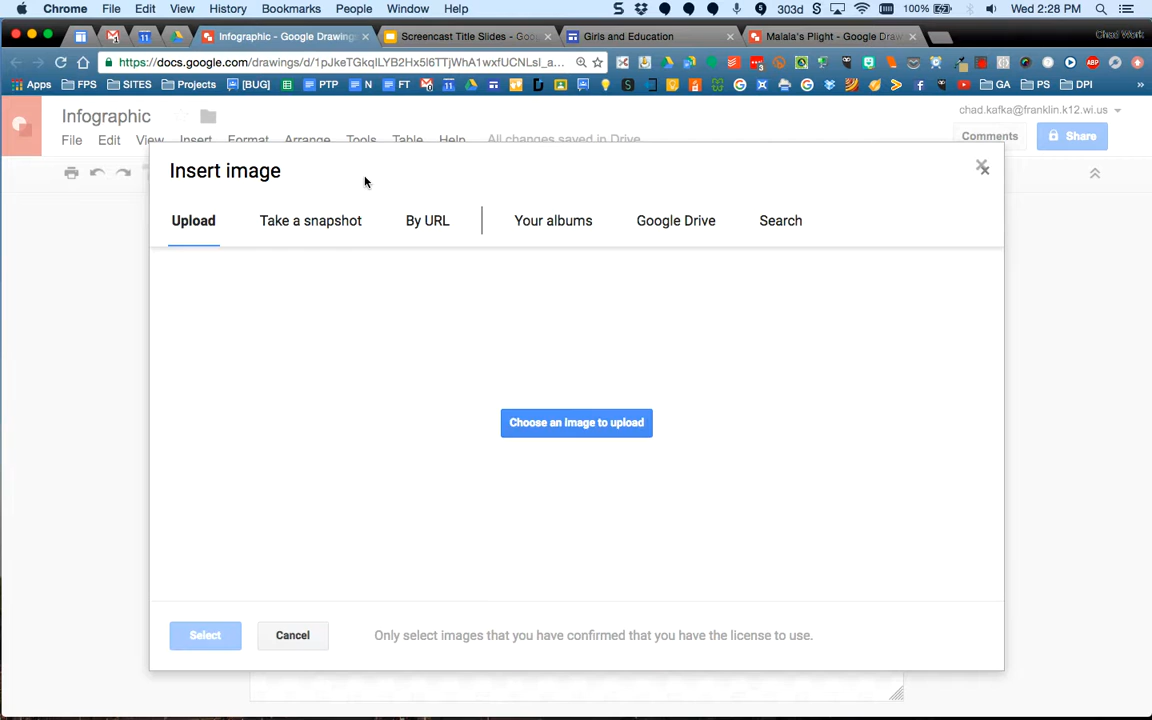 Chrome File Edit View History Bookmarks People Window Help 303d 100% Wed 2:28 PM
Infographic - Google Drawing Screencast Title Slides - Goo Girls and Education Malala's Plight - Google Draw Chad Work
https://docs.google.com/drawings/d/1pJkeTGkqlLYB2Hx5l6TTjWhA1wxfUCNLsl_a...
Apps FPS SITES Projects [BUG] PTP N FT GA PS DPI »
Infographic
chad.kafka@franklin.k12.wi.us
File Edit View Insert Format Arrange Tools Table Help All changes saved in Drive
Comments Share
Insert image
Upload Take a snapshot By URL Your albums Google Drive Search
Choose an image to upload
Select Cancel Only select images that you have confirmed that you have the license to use.